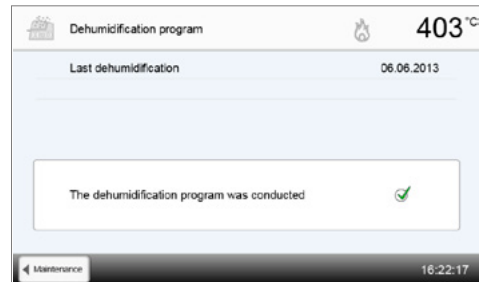 Dehumidification program 403 °C
Last dehumidification 06.06.2013
The dehumidification program was conducted
Maintenance 16:22:17